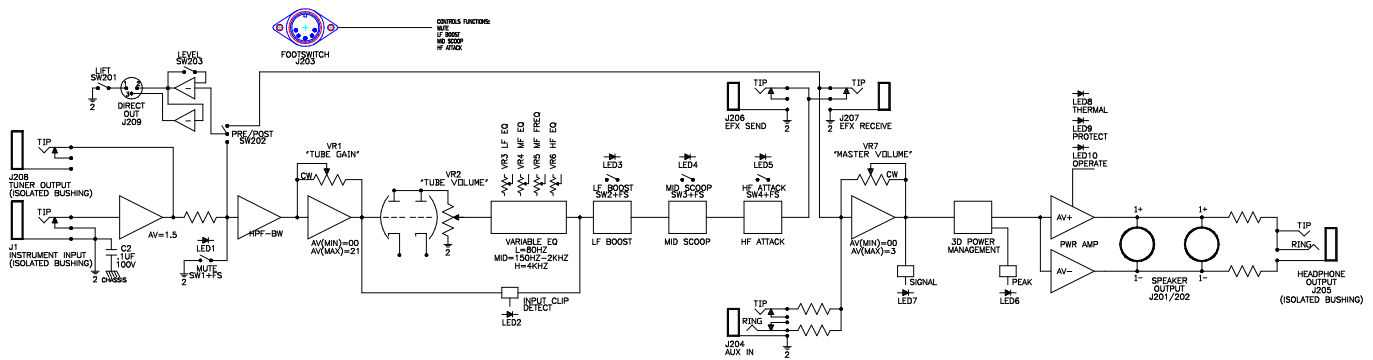 CONTROLS FUNCTIONS:
MUTE
LF BOOST
MID SCOOP
HF ATTACK
FOOTSWITCH
J203
LEVEL
SW203
LIFT
SW201
1
2
3
2
DIRECT
OUT
J209
PRE/POST
SW202
TIP
J208
TUNER OUTPUT
(ISOLATED BUSHING)
TIP
J1
INSTRUMENT INPUT
(ISOLATED BUSHING)
2
C2
.1UF
100V
CHASSIS
AV=1.5
LED1
MUTE
SW1+FS
2
HPF-BW
VR1
"TUBE GAIN"
CW
AV(MIN)=00
AV(MAX)=21
VR2
"TUBE VOLUME"
2
VR3 LF EQ
VR4 MF EQ
VR5 MF FREQ
VR6 HF EQ
VARIABLE EQ
L=80HZ
MID=150HZ-2KHZ
H=4KHZ
INPUT CLIP
DETECT
LED2
LED3
LF BOOST
SW2+FS
LF BOOST
LED4
MID SCOOP
SW3+FS
MID SCOOP
LED5
HF ATTACK
SW4+FS
HF ATTACK
TIP
J206
EFX SEND
2
TIP
J207
EFX RECEIVE
2
VR7
"MASTER VOLUME"
CW
AV(MIN)=00
AV(MAX)=3
TIP
RING
J204
AUX IN
2
SIGNAL
LED7
3D POWER
MANAGEMENT
PEAK
LED6
LED8
THERMAL
LED9
PROTECT
LED10
OPERATE
AV+
PWR AMP
AV-
1+
1+
1-
1-
SPEAKER
OUTPUT
J201/202
TIP
RING
HEADPHONE
OUTPUT
J205
(ISOLATED BUSHING)